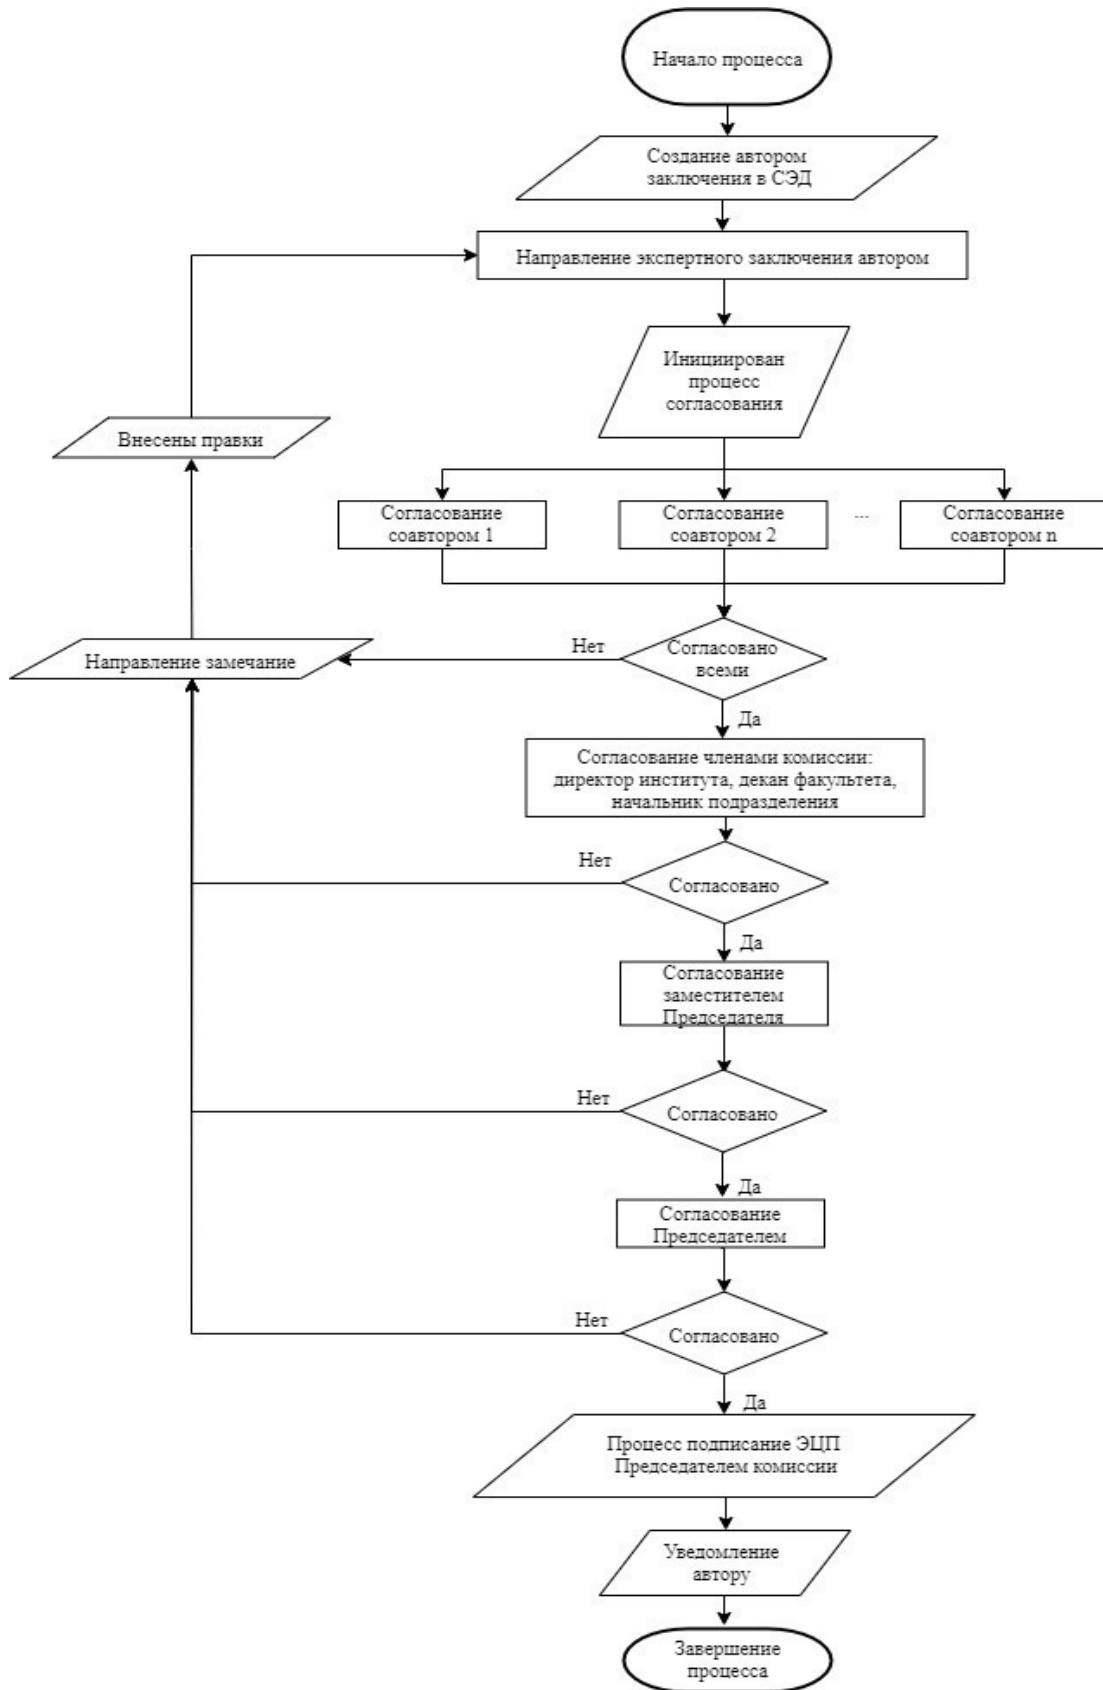 Начало процесса
Создание автором
заключения в СЭД
Направление экспертного заключения автором
Инициирован
процесс
согласования
Внесены правки
Согласование
соавтором 1
Согласование
соавтором 2
...
Согласование
соавтором n
Направление замечание
Нет
Согласовано
всеми
Да
Согласование членами комиссии:
директор института, декан факультета,
начальник подразделения
Нет
Согласовано
Да
Согласование
заместителем
Председателя
Нет
Согласовано
Да
Согласование
Председателем
Нет
Согласовано
Да
Процесс подписание ЭЦП
Председателем комиссии
Уведомление
автору
Завершение
процесса